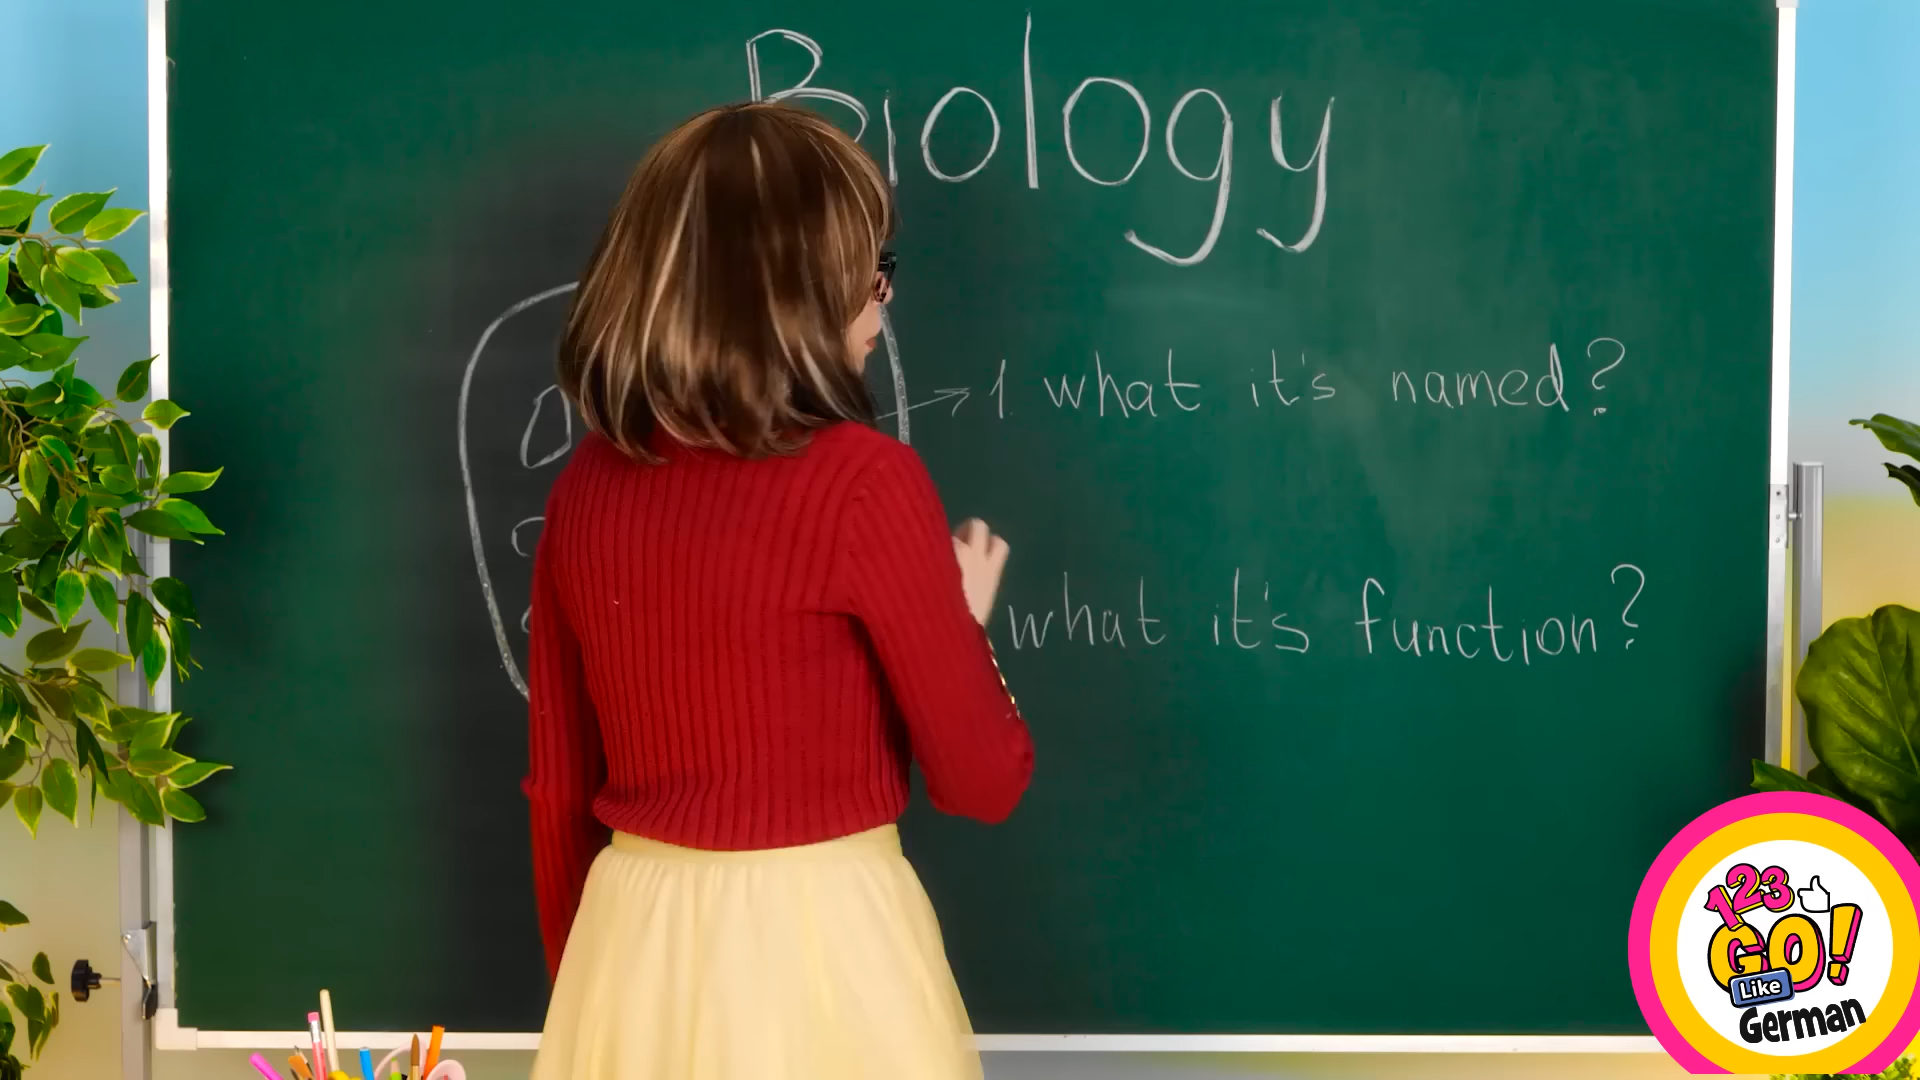 Biology
1. what it's named?
what it's function?
123
GO!
Like
German